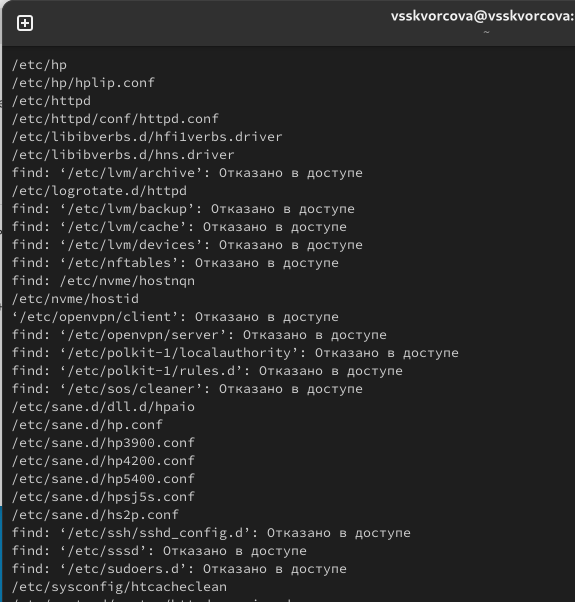 vsskvorcova@vsskvorcova:
~
/etc/hp
/etc/hp/hplip.conf
/etc/httpd
/etc/httpd/conf/httpd.conf
/etc/libibverbs.d/hfi1verbs.driver
/etc/libibverbs.d/hns.driver
find: ‘/etc/lvm/archive’: Отказано в доступе
/etc/logrotate.d/httpd
find: ‘/etc/lvm/backup’: Отказано в доступе
find: ‘/etc/lvm/cache’: Отказано в доступе
find: ‘/etc/lvm/devices’: Отказано в доступе
find: ‘/etc/nftables’: Отказано в доступе
find: /etc/nvme/hostnqn
/etc/nvme/hostid
‘/etc/openvpn/client’: Отказано в доступе
find: ‘/etc/openvpn/server’: Отказано в доступе
find: ‘/etc/polkit-1/localauthority’: Отказано в доступе
find: ‘/etc/polkit-1/rules.d’: Отказано в доступе
find: ‘/etc/sos/cleaner’: Отказано в доступе
/etc/sane.d/dll.d/hpaio
/etc/sane.d/hp.conf
/etc/sane.d/hp3900.conf
/etc/sane.d/hp4200.conf
/etc/sane.d/hp5400.conf
/etc/sane.d/hpsj5s.conf
/etc/sane.d/hs2p.conf
find: ‘/etc/ssh/sshd_config.d’: Отказано в доступе
find: ‘/etc/sssd’: Отказано в доступе
find: ‘/etc/sudoers.d’: Отказано в доступе
/etc/sysconfig/htcacheclean